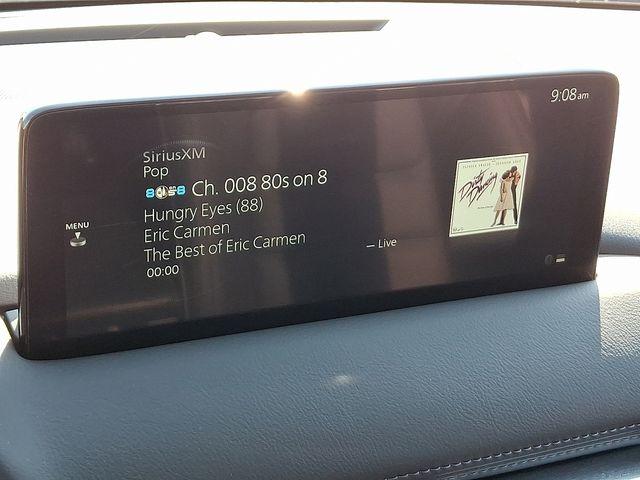 9:08am
SiriusXM
Pop
Ch. 008 80s on 8
Hungry Eyes (88)
Eric Carmen
The Best of Eric Carmen
00:00
Live
MENU
Dirty Dancing